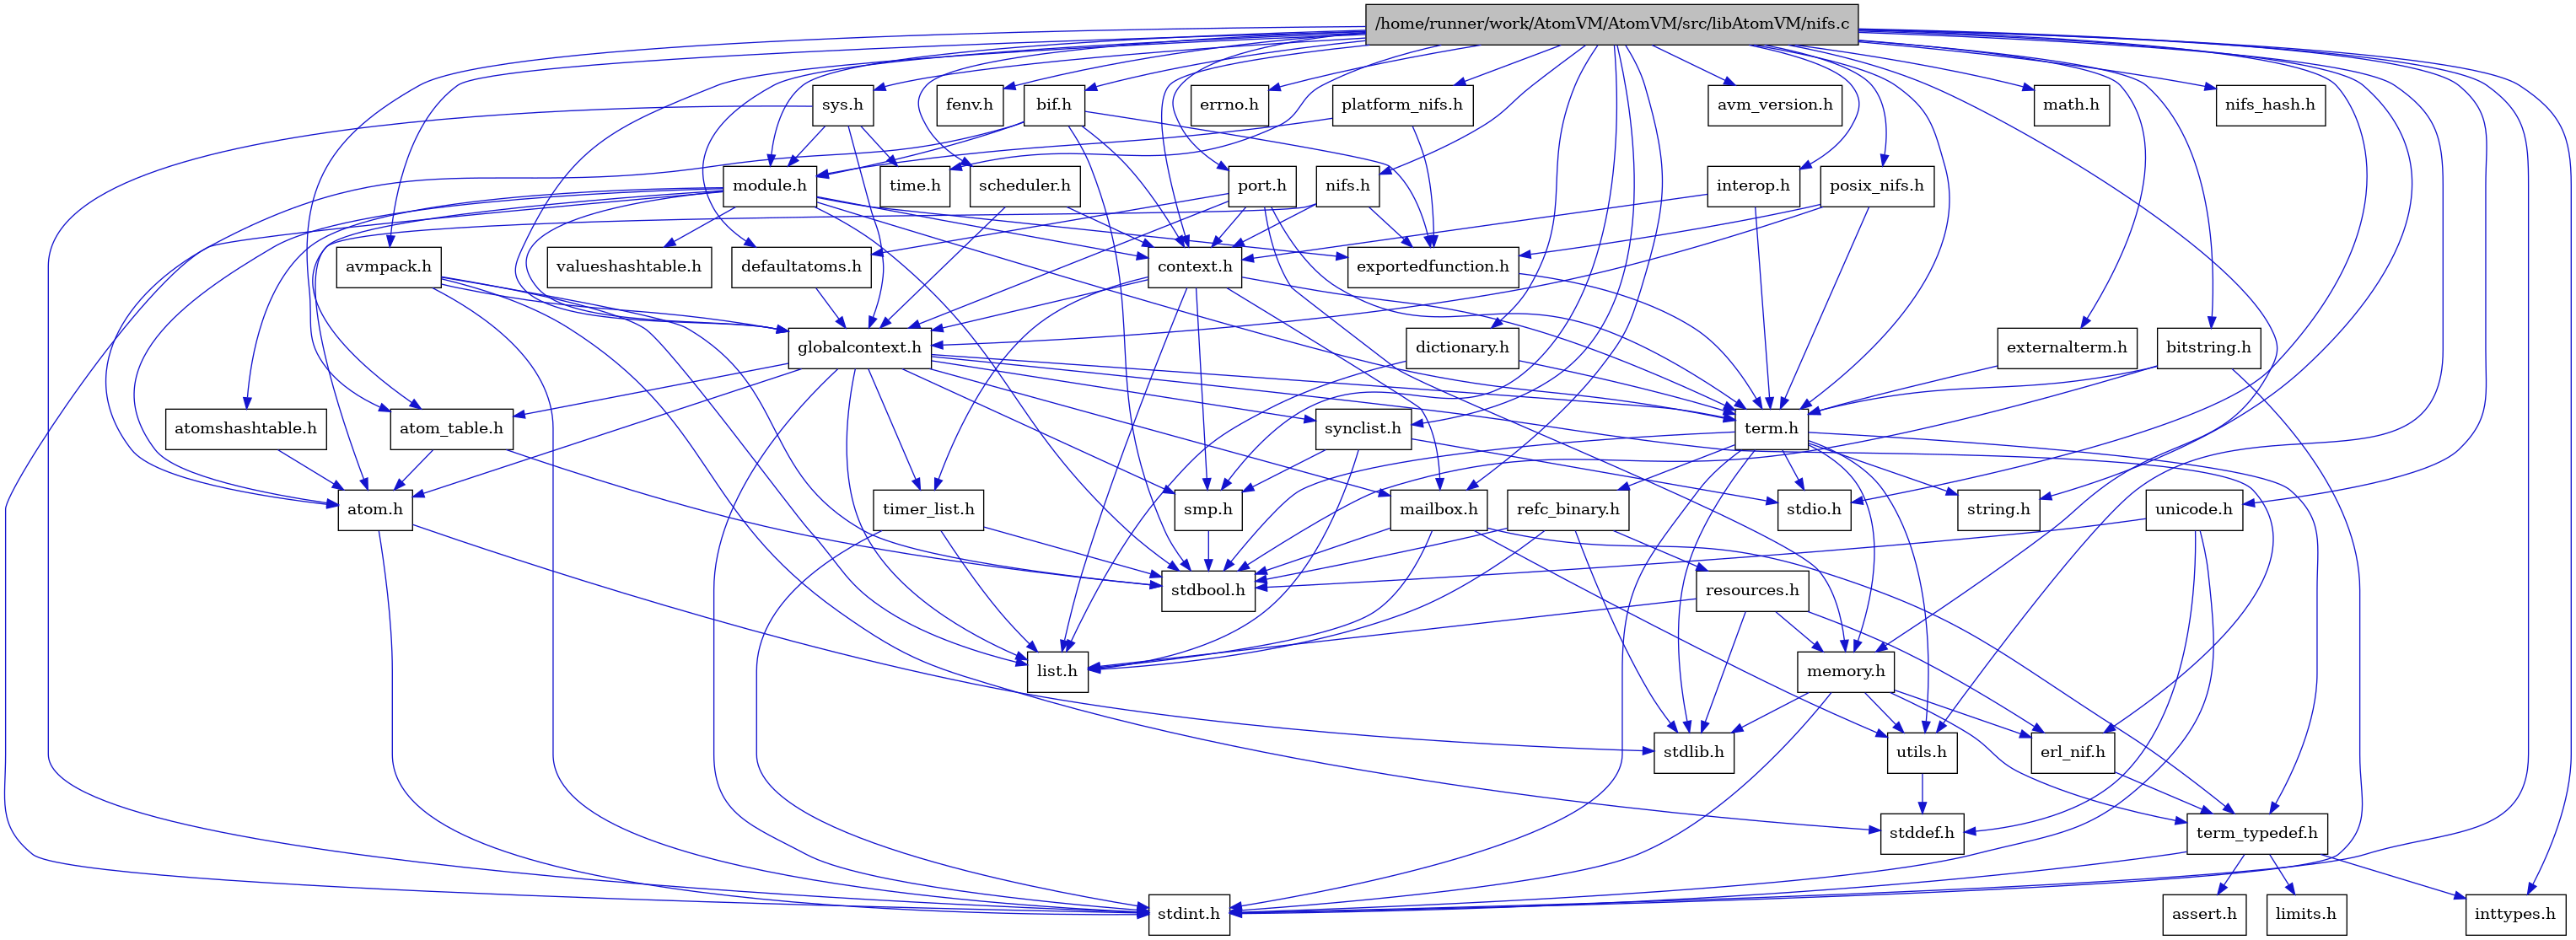 /home/runner/work/AtomVM/AtomVM/src/libAtomVM/nifs.c
sys.h
fenv.h
bif.h
errno.h
platform_nifs.h
avm_version.h
math.h
nifs_hash.h
module.h
time.h
scheduler.h
port.h
nifs.h
interop.h
posix_nifs.h
avmpack.h
valueshashtable.h
defaultatoms.h
context.h
exportedfunction.h
globalcontext.h
dictionary.h
externalterm.h
bitstring.h
atomshashtable.h
atom_table.h
synclist.h
term.h
atom.h
timer_list.h
smp.h
mailbox.h
refc_binary.h
stdio.h
string.h
unicode.h
stdbool.h
resources.h
list.h
memory.h
stdlib.h
utils.h
erl_nif.h
stddef.h
term_typedef.h
stdint.h
assert.h
limits.h
inttypes.h